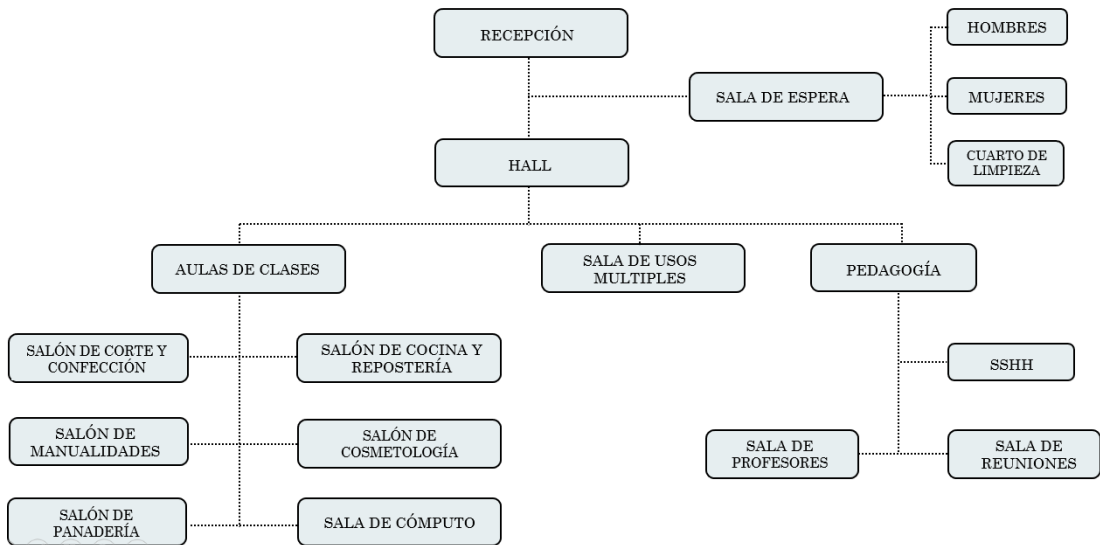 RECEPCIÓN
HOMBRES
SALA DE ESPERA
MUJERES
HALL
CUARTO DE
LIMPIEZA
AULAS DE CLASES
SALA DE USOS
MULTIPLES
PEDAGOGÍA
SALÓN DE CORTE Y
CONFECCIÓN
SALÓN DE COCINA Y
REPOSTERÍA
SSHH
SALÓN DE
MANUALIDADES
SALÓN DE
COSMETOLOGÍA
SALA DE
PROFESORES
SALA DE
REUNIONES
SALÓN DE
PANADERÍA
SALA DE CÓMPUTO